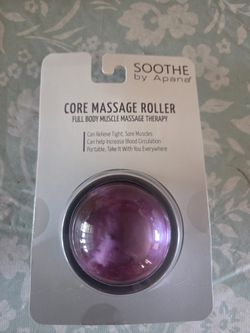 SOOTHE
by Apana
CORE MASSAGE ROLLER
FULL BODY MUSCLE MASSAGE THERAPY
Can Relieve Tight, Sore Muscles
Can help Increase Blood Circulation
Portable, Take It With You Everywhere